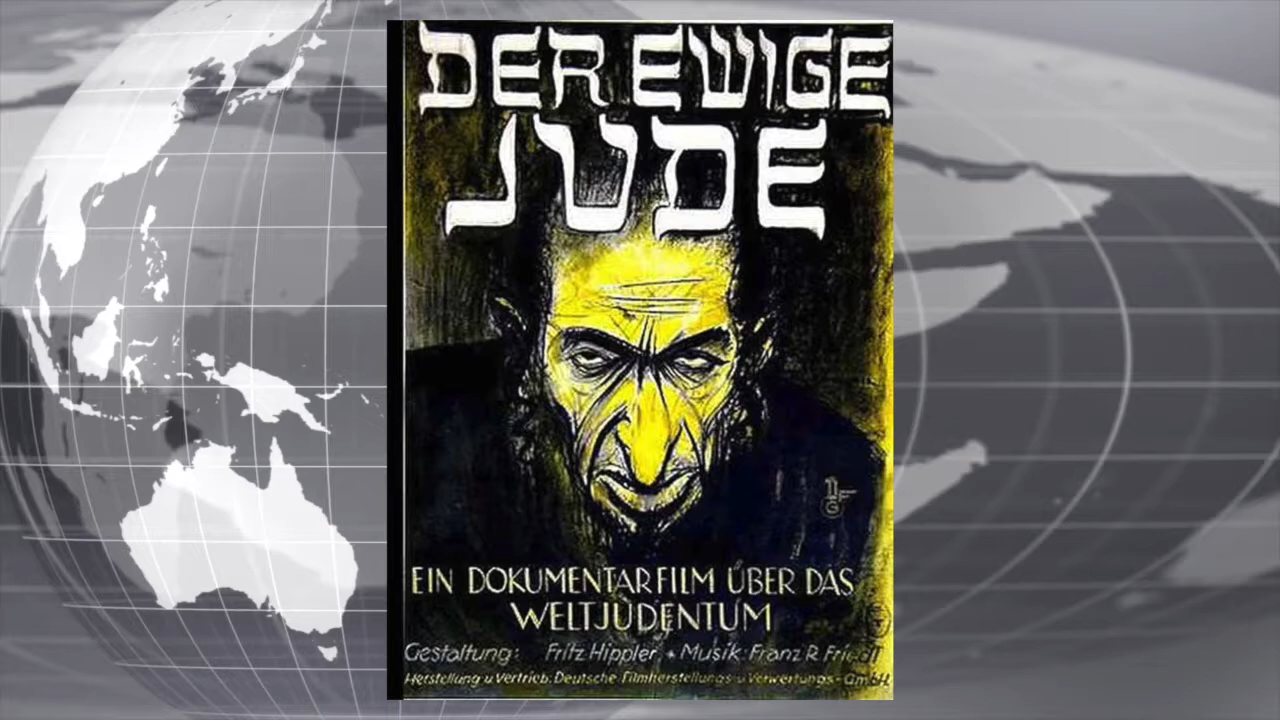 DER EWIGE
JUDE
EIN DOKUMENTARFILM ÜBER DAS
WELTJUDENTUM
Gestaltung: Fritz Hippler + Musik: Franz R. Friedl
Herstellung u. Vertrieb: Deutsche Filmherstellungs- u. Verwertungs-GmbH.